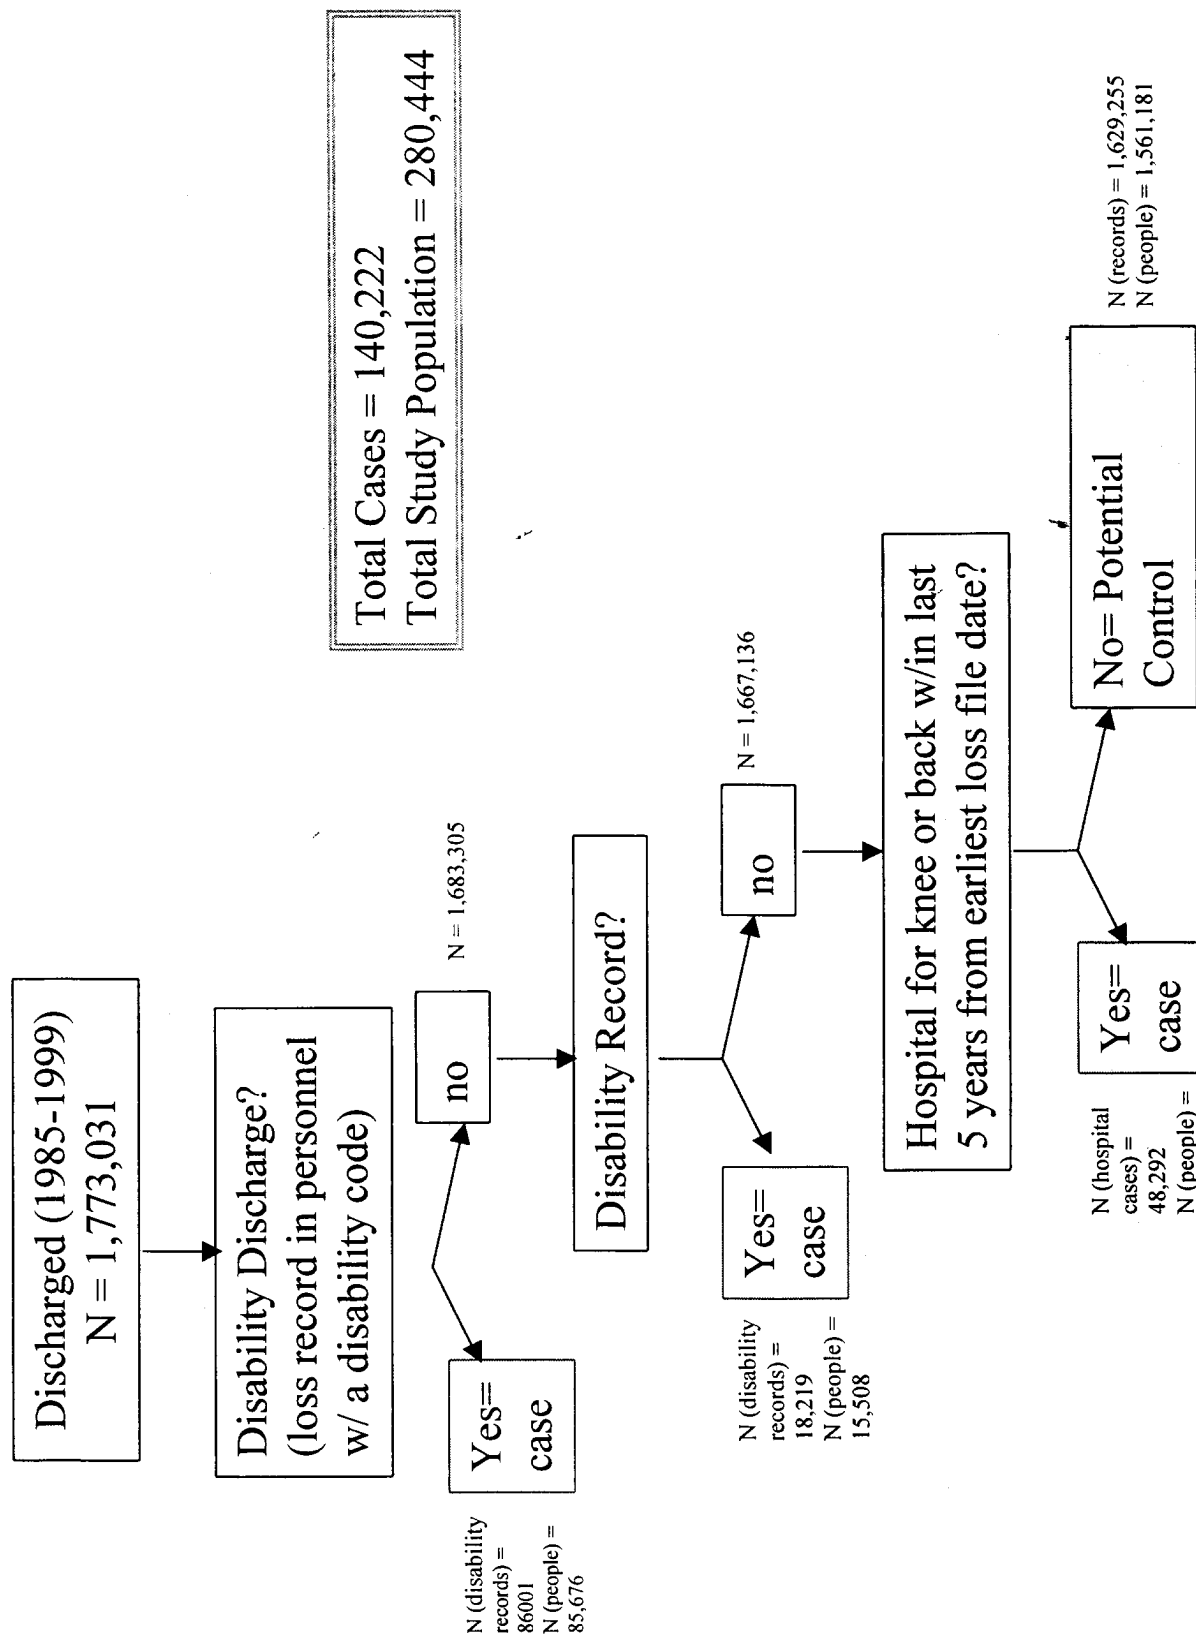 Discharged (1985-1999)
N = 1,773,031
Total Cases = 140,222
Total Study Population = 280,444
Disability Discharge?
(loss record in personnel
w/ a disability code)
N (disability
records) =
86001
N (people) =
85,676
Yes=
case
no
N = 1,683,305
Disability Record?
N (disability
records) =
18,219
N (people) =
15,508
Yes=
case
no
N = 1,667,136
Hospital for knee or back w/in last
5 years from earliest loss file date?
N (hospital
cases) =
48,292
N (people) =
Yes=
case
No= Potential
Control
N (records) = 1,629,255
N (people) = 1,561,181